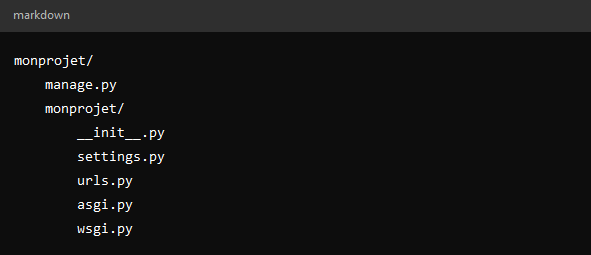 markdown
monprojet/
    manage.py
    monprojet/
        __init__.py
        settings.py
        urls.py
        asgi.py
        wsgi.py